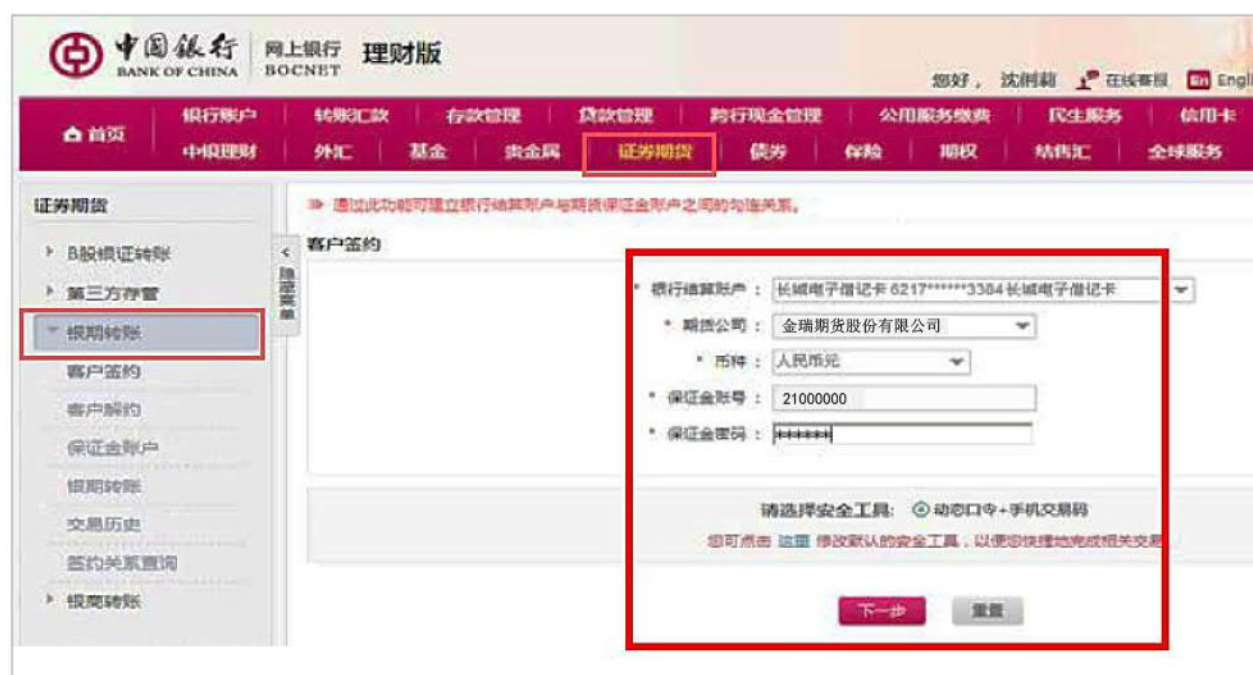 中国银行 BANK OF CHINA 网上银行 BOCNET 理财版
您好， 在线客服 En Engli
首页
银行账户 转账汇款 存款管理 贷款管理 跨行现金管理 公用服务缴费 民生服务 信用卡
中银理财 外汇 基金 贵金属 证券期货 债券 保险 期权 结售汇 全球服务
证券期货
B股银证转账
第三方存管
银期转账
客户签约
客户解约
保证金账户
银期转账
交易历史
签约关系查询
银商转账
< 隐藏菜单
通过此功能可建立银行结算账户与期货保证金账户之间的勾连关系。
客户签约
* 银行结算账户： 长城电子借记卡 6217******3384 长城电子借记卡
* 期货公司： 金瑞期货股份有限公司
* 币种： 人民币元
* 保证金账号： 21000000
* 保证金密码： ******
请选择安全工具: 动态口令+手机交易码
您可点击 这里 修改默认的安全工具，以便您快捷地完成相关交易
下一步 重置